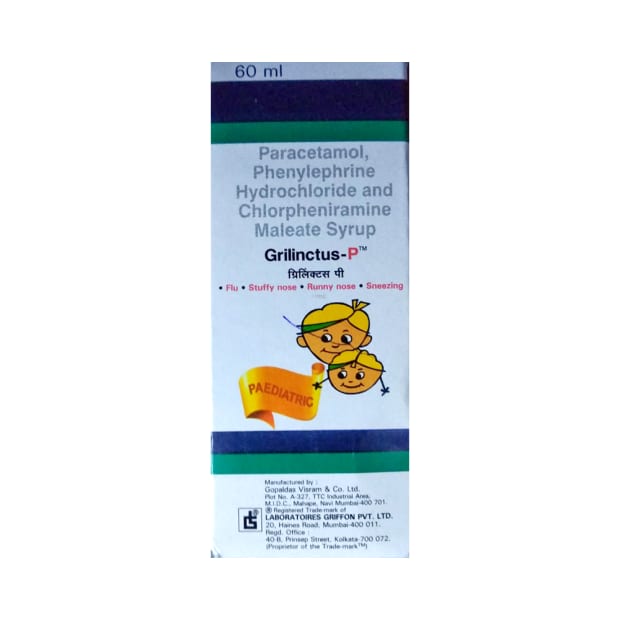 60 ml
Paracetamol,
Phenylephrine
Hydrochloride and
Chlorpheniramine
Maleate Syrup
Grilinctus-P™
ग्रिलिंक्टस पी
• Flu • Stuffy nose • Runny nose • Sneezing
PAEDIATRIC
Manufactured by :
Gopaldas Visram & Co. Ltd.
Plot No. A-327, TTC Industrial Area,
M.I.D.C., Mahape, Navi Mumbai-400 701.
® Registered Trade-mark of
LABORATOIRES GRIFFON PVT. LTD.
20, Haines Road, Mumbai-400 011.
Regd. Office :
40-B, Prinsep Street, Kolkata-700 072.
(Proprietor of the Trade-mark™)